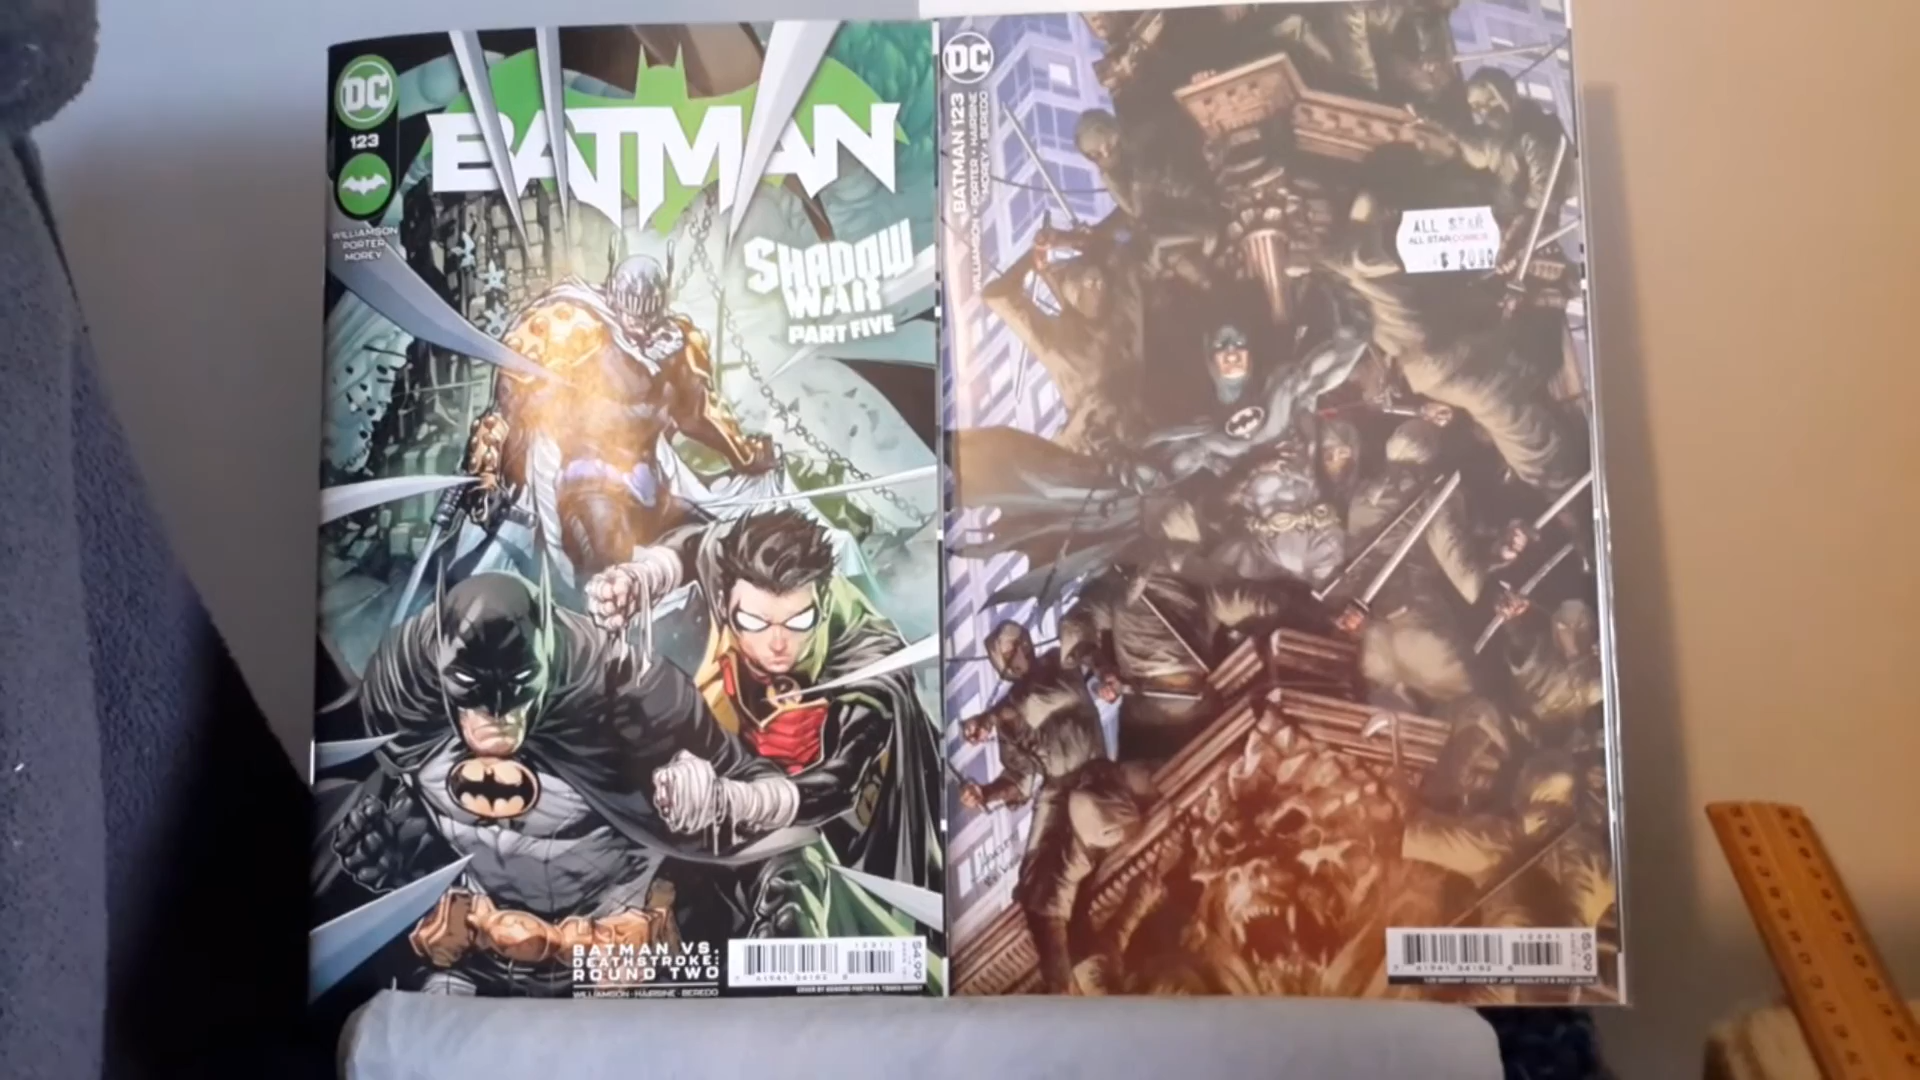 DC
123
BATMAN
WILLIAMSON
PORTER
MOREY
SHADOW
WAR
PART FIVE
BATMAN VS.
DEATHSTROKE:
ROUND TWO
WILLIAMSON · HAIRSINE · BEREDO
$4.99
DC
BATMAN 123
WILLIAMSON • PORTER • HAIRSINE
MOREY • BEREDO
ALL STAR
ALL STAR COMICS
$5.99